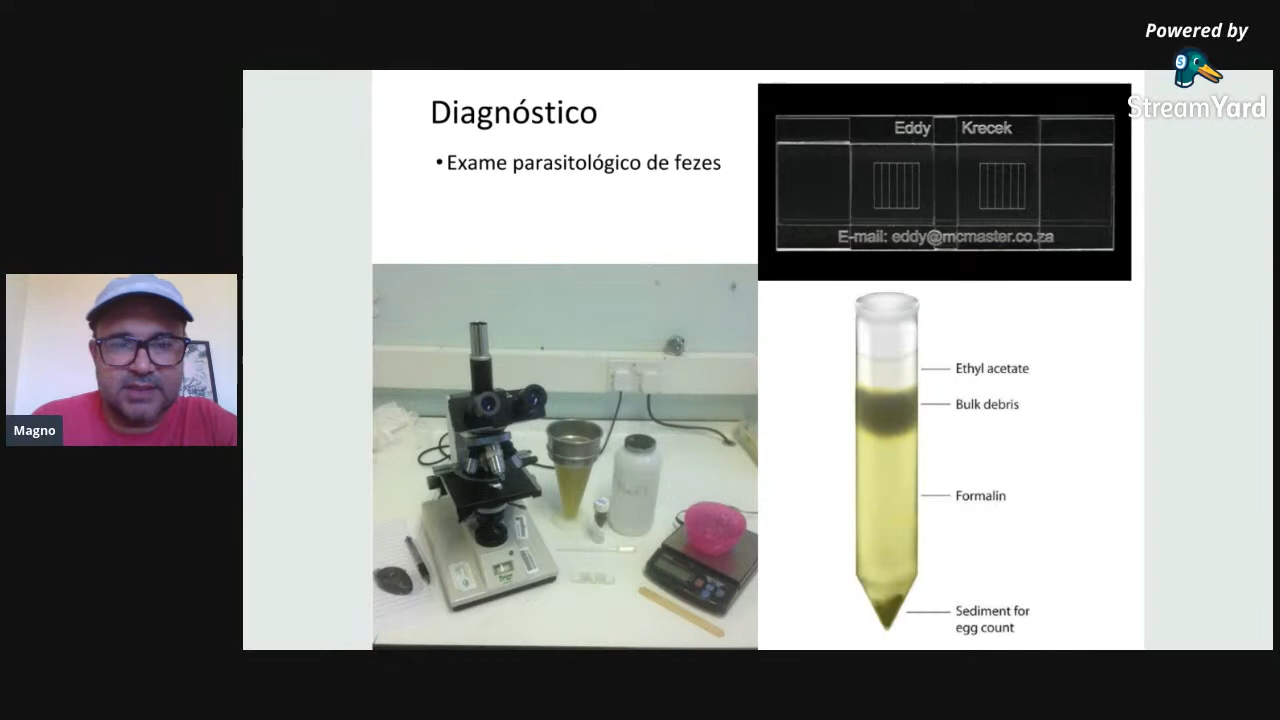 Powered by
StreamYard
Diagnóstico
• Exame parasitológico de fezes
Eddy Krecek
E-mail: eddy@mcmaster.co.za
Magno
Ethyl acetate
Bulk debris
Formalin
Sediment for
egg count